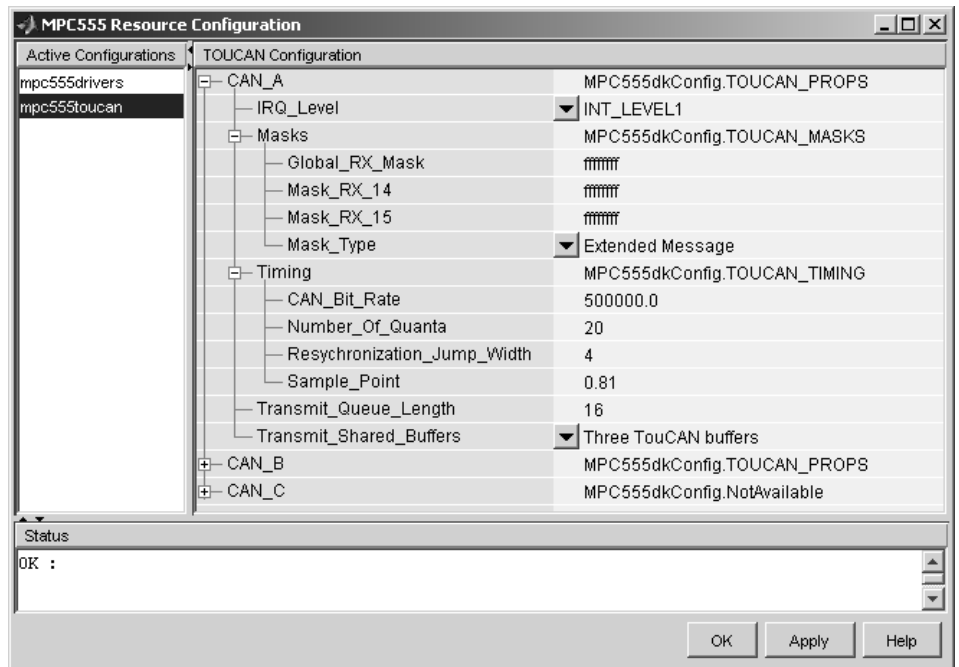 MPC555 Resource Configuration
Active Configurations
TOUCAN Configuration
mpc555drivers
mpc555toucan
CAN_A MPC555dkConfig.TOUCAN_PROPS
IRQ_Level INT_LEVEL1
Masks MPC555dkConfig.TOUCAN_MASKS
Global_RX_Mask ffffffff
Mask_RX_14 ffffffff
Mask_RX_15 ffffffff
Mask_Type Extended Message
Timing MPC555dkConfig.TOUCAN_TIMING
CAN_Bit_Rate 500000.0
Number_Of_Quanta 20
Resychronization_Jump_Width 4
Sample_Point 0.81
Transmit_Queue_Length 16
Transmit_Shared_Buffers Three TouCAN buffers
CAN_B MPC555dkConfig.TOUCAN_PROPS
CAN_C MPC555dkConfig.NotAvailable
Status
OK :
OK Apply Help